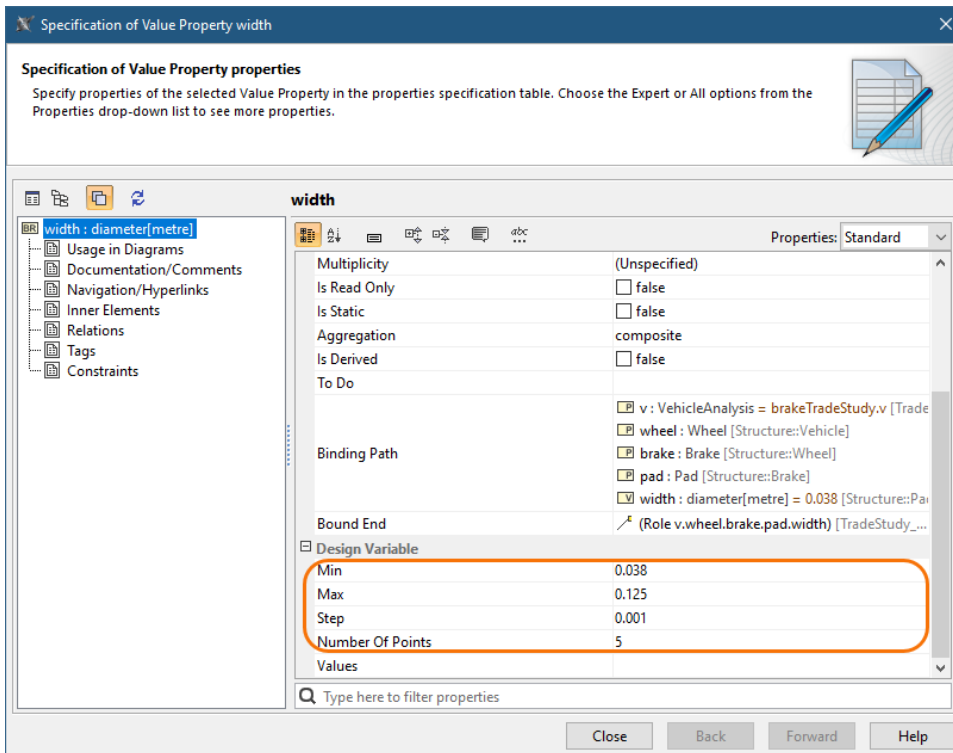 Specification of Value Property width
Specification of Value Property properties
Specify properties of the selected Value Property in the properties specification table. Choose the Expert or All options from the
Properties drop-down list to see more properties.
width
BR width : diameter[metre]
Usage in Diagrams
Documentation/Comments
Navigation/Hyperlinks
Inner Elements
Relations
Tags
Constraints
Properties: Standard
Multiplicity (Unspecified)
Is Read Only false
Is Static false
Aggregation composite
Is Derived false
To Do
Binding Path
P v : VehicleAnalysis = brakeTradeStudy.v [Trade
P wheel : Wheel [Structure::Vehicle]
P brake : Brake [Structure::Wheel]
P pad : Pad [Structure::Brake]
V width : diameter[metre] = 0.038 [Structure::Pa
Bound End (Role v.wheel.brake.pad.width) [TradeStudy_...
Design Variable
Min 0.038
Max 0.125
Step 0.001
Number Of Points 5
Values
Type here to filter properties
Close Back Forward Help